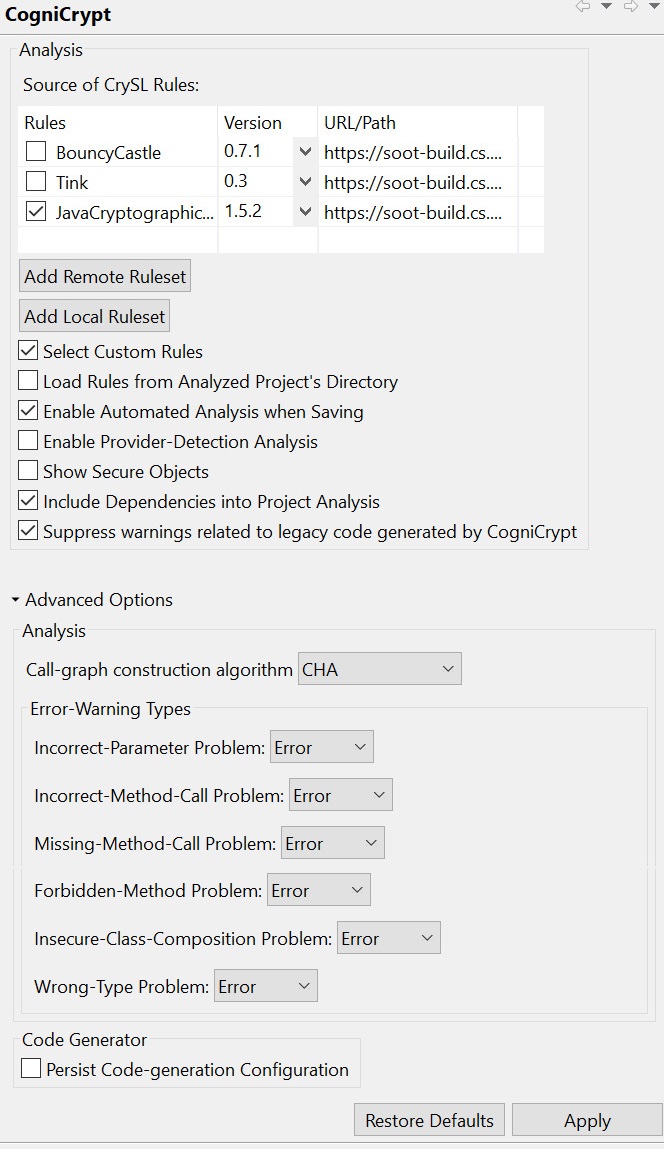 CogniCrypt
Analysis
Source of CrySL Rules:
Rules Version URL/Path
BouncyCastle 0.7.1 https://soot-build.cs....
Tink 0.3 https://soot-build.cs....
JavaCryptographic... 1.5.2 https://soot-build.cs....
Add Remote Ruleset
Add Local Ruleset
Select Custom Rules
Load Rules from Analyzed Project's Directory
Enable Automated Analysis when Saving
Enable Provider-Detection Analysis
Show Secure Objects
Include Dependencies into Project Analysis
Suppress warnings related to legacy code generated by CogniCrypt
Advanced Options
Analysis
Call-graph construction algorithm CHA
Error-Warning Types
Incorrect-Parameter Problem: Error
Incorrect-Method-Call Problem: Error
Missing-Method-Call Problem: Error
Forbidden-Method Problem: Error
Insecure-Class-Composition Problem: Error
Wrong-Type Problem: Error
Code Generator
Persist Code-generation Configuration
Restore Defaults Apply